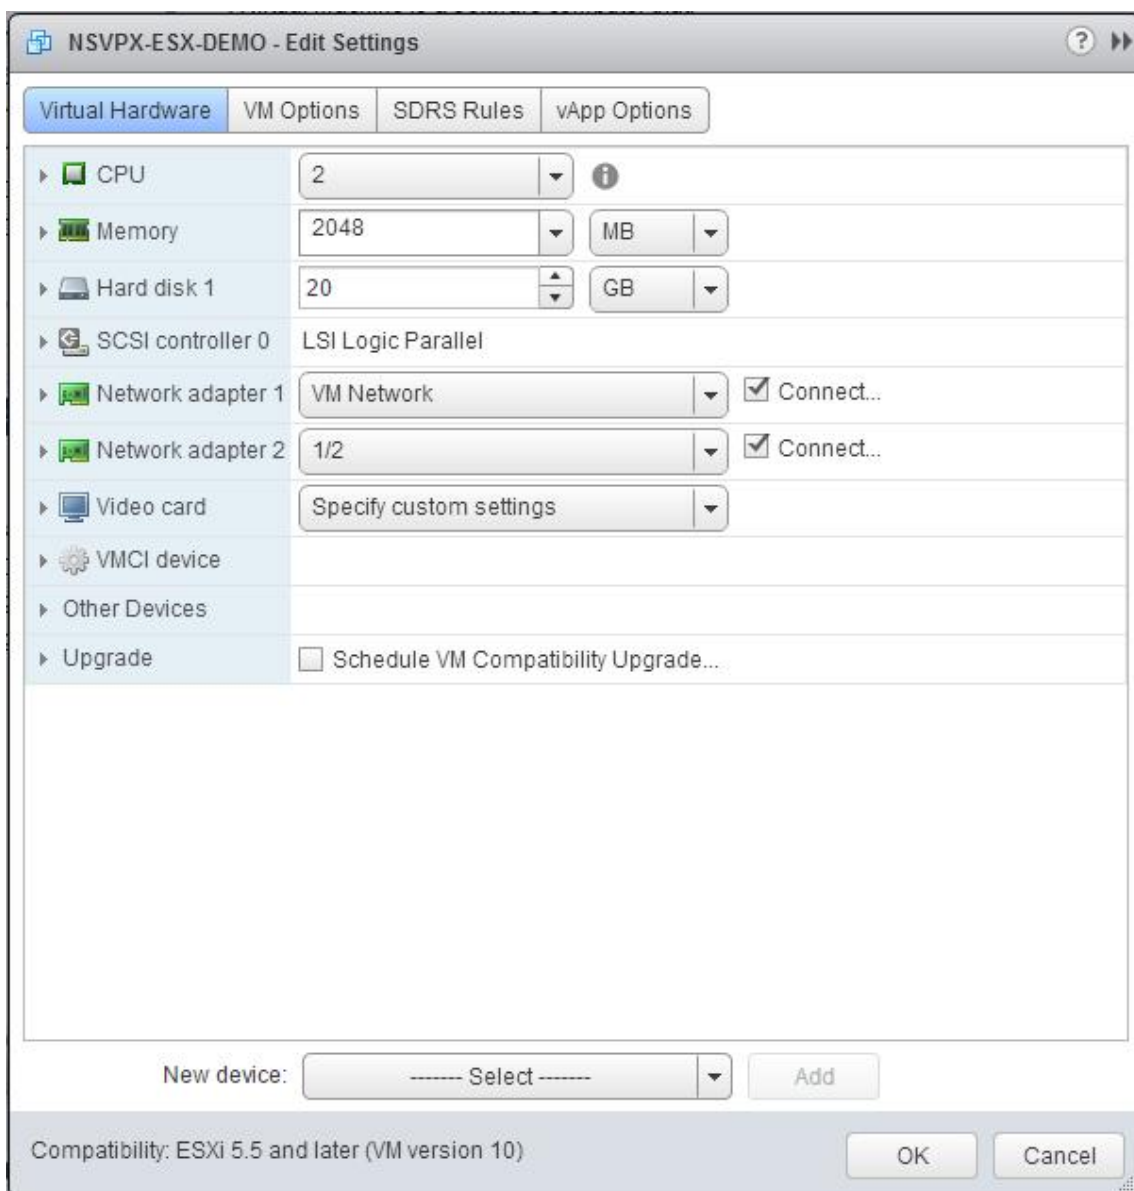 NSVPX-ESX-DEMO - Edit Settings ?
Virtual Hardware VM Options SDRS Rules vApp Options
CPU 2
Memory 2048 MB
Hard disk 1 20 GB
SCSI controller 0 LSI Logic Parallel
Network adapter 1 VM Network Connect...
Network adapter 2 1/2 Connect...
Video card Specify custom settings
VMCI device
Other Devices
Upgrade Schedule VM Compatibility Upgrade...
New device: ------- Select ------- Add
Compatibility: ESXi 5.5 and later (VM version 10) OK Cancel